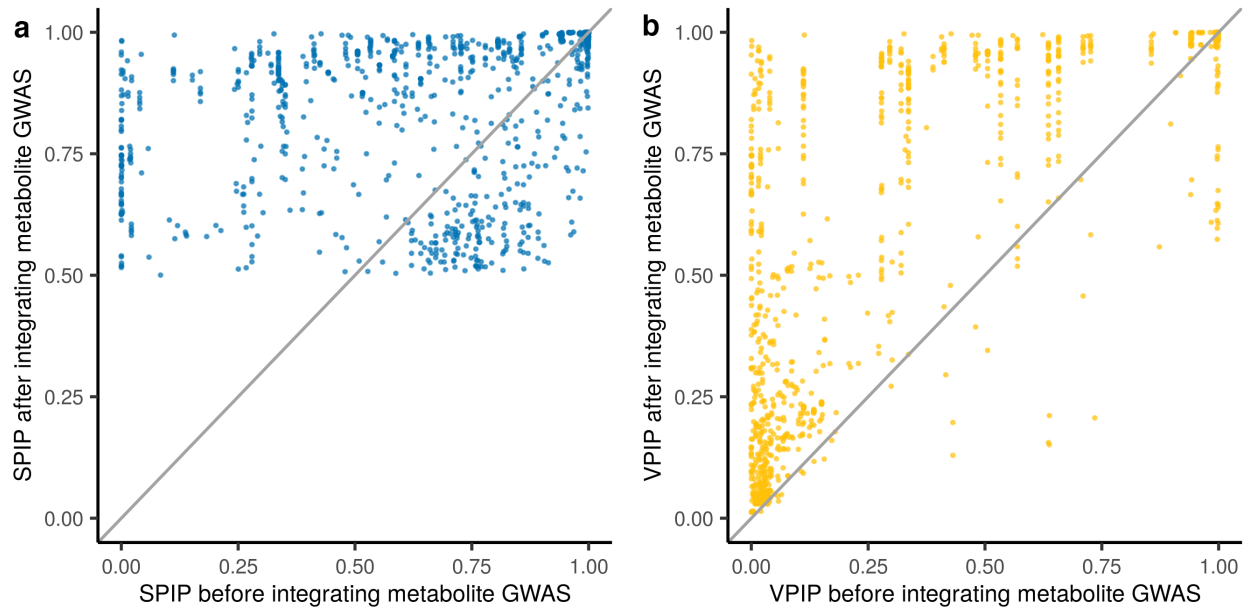 a
SPIP after integrating metabolite GWAS
1.00
0.75
0.50
0.25
0.00
0.00 0.25 0.50 0.75 1.00
SPIP before integrating metabolite GWAS
b
VPIP after integrating metabolite GWAS
1.00
0.75
0.50
0.25
0.00
0.00 0.25 0.50 0.75 1.00
VPIP before integrating metabolite GWAS